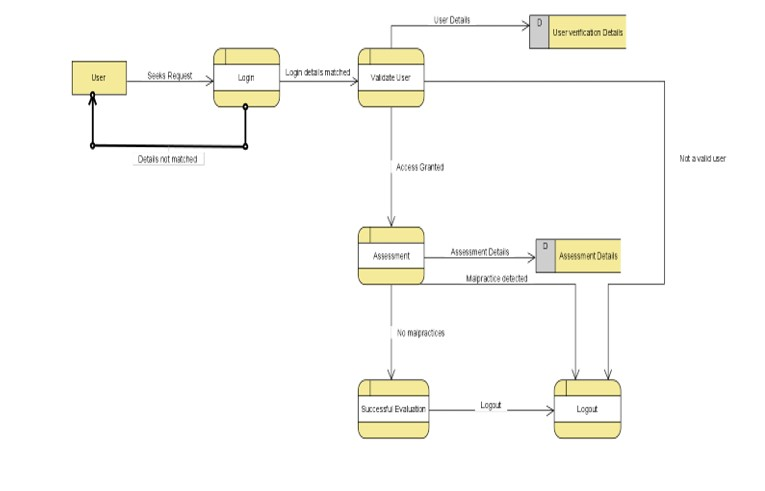 User Details
D
User verification Details
User
Seeks Request
Login
Login details matched
Validate User
Details not matched
Not a valid user
Access Granted
Assessment
Assessment Details
D
Assessment Details
Malpractice detected
No malpractices
Successful Evaluation
Logout
Logout